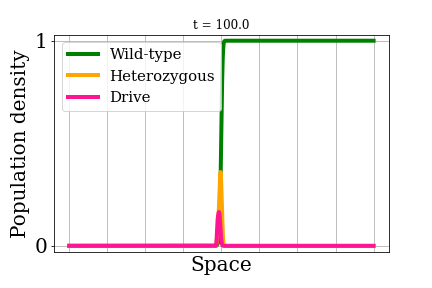 t = 100.0
Population density
1
0
Wild-type
Heterozygous
Drive
Space